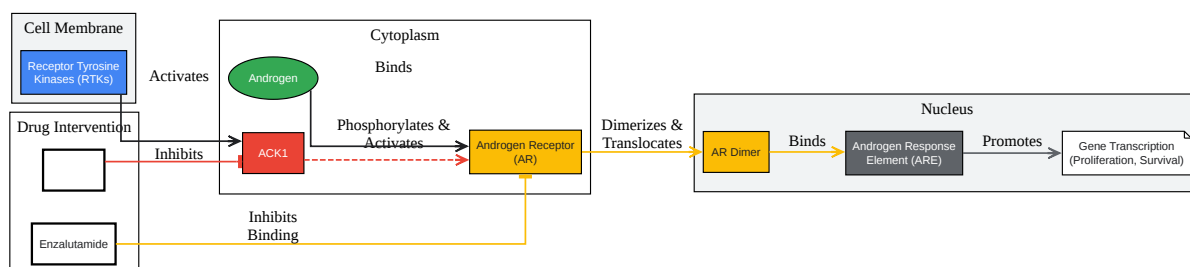 Cell Membrane
Receptor Tyrosine
Kinases (RTKs)
Activates
Cytoplasm
Binds
Androgen
Drug Intervention
Inhibits
ACK1
Phosphorylates &
Activates
Androgen Receptor
(AR)
Dimerizes &
Translocates
Nucleus
AR Dimer
Binds
Androgen Response
Element (ARE)
Promotes
Gene Transcription
(Proliferation, Survival)
Enzalutamide
Inhibits
Binding